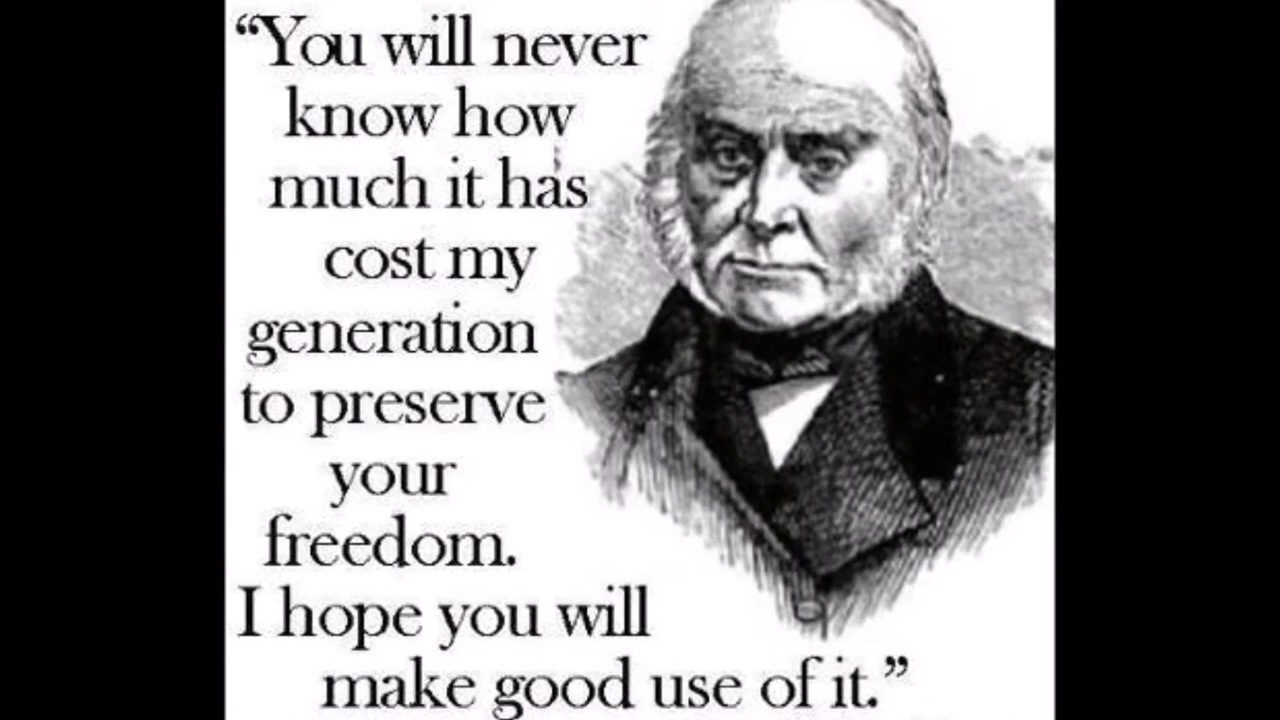 “You will never
know how
much it has
cost my
generation
to preserve
your
freedom.
I hope you will
make good use of it.”